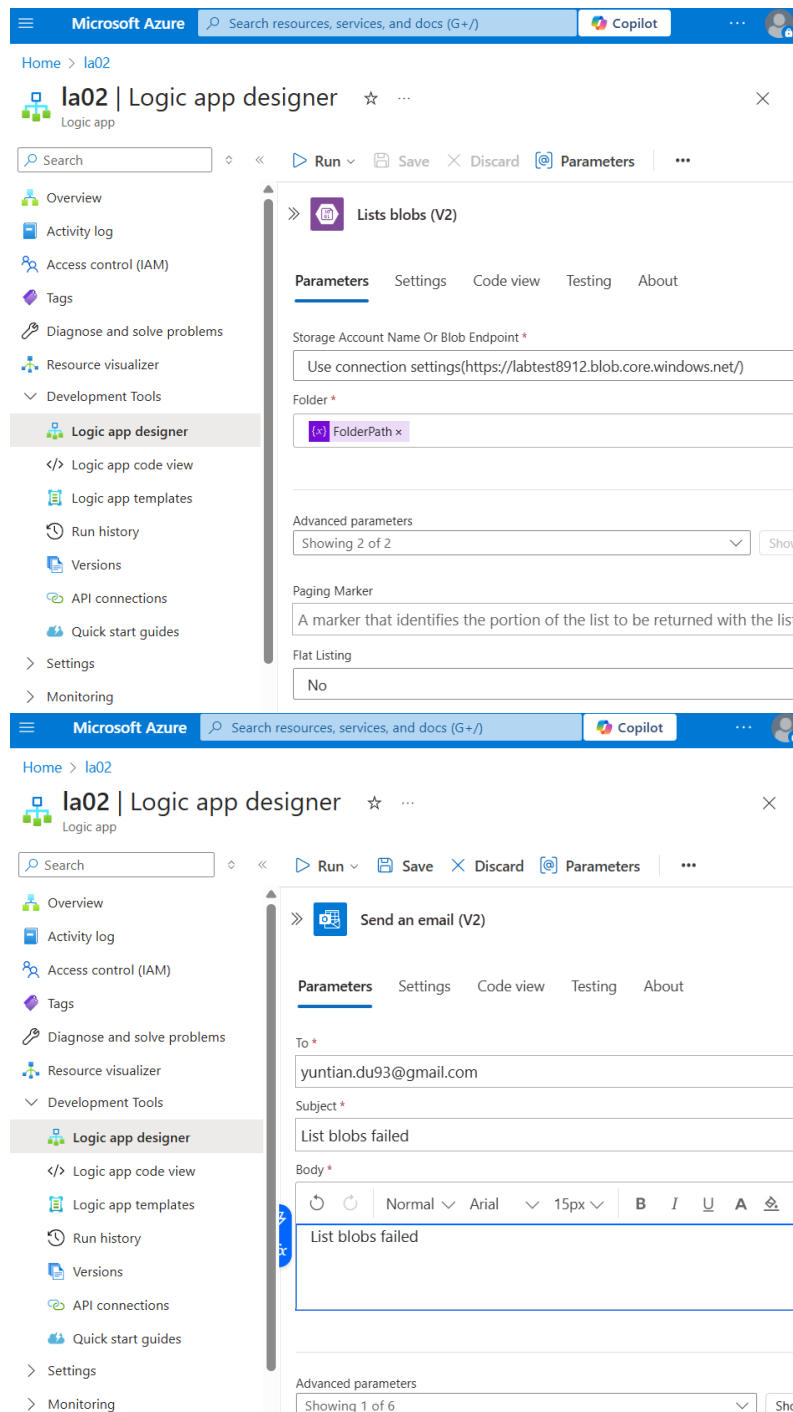 Microsoft Azure Search resources, services, and docs (G+/) Copilot ...
Home > la02
la02 | Logic app designer ...
Logic app
Search Run Save Discard Parameters ...
Overview
Lists blobs (V2)
Activity log
Access control (IAM)
Parameters Settings Code view Testing About
Tags
Diagnose and solve problems
Storage Account Name Or Blob Endpoint *
Resource visualizer
Use connection settings(https://labtest8912.blob.core.windows.net/)
Development Tools
Folder *
Logic app designer
{x} FolderPath ×
</> Logic app code view
Logic app templates
Advanced parameters
Run history
Showing 2 of 2
Versions
Paging Marker
API connections
A marker that identifies the portion of the list to be returned with the
Quick start guides
Flat Listing
Settings
No
Monitoring
Microsoft Azure Search resources, services, and docs (G+/) Copilot ...
Home > la02
la02 | Logic app designer ...
Logic app
Search Run Save Discard Parameters ...
Overview
Send an email (V2)
Activity log
Access control (IAM)
Parameters Settings Code view Testing About
Tags
Diagnose and solve problems
To *
Resource visualizer
yuntian.du93@gmail.com
Development Tools
Subject *
Logic app designer
List blobs failed
</> Logic app code view
Body *
Logic app templates
Normal Arial 15px B I U A
Run history
List blobs failed
Versions
API connections
Quick start guides
Settings
Advanced parameters
Monitoring
Showing 1 of 6